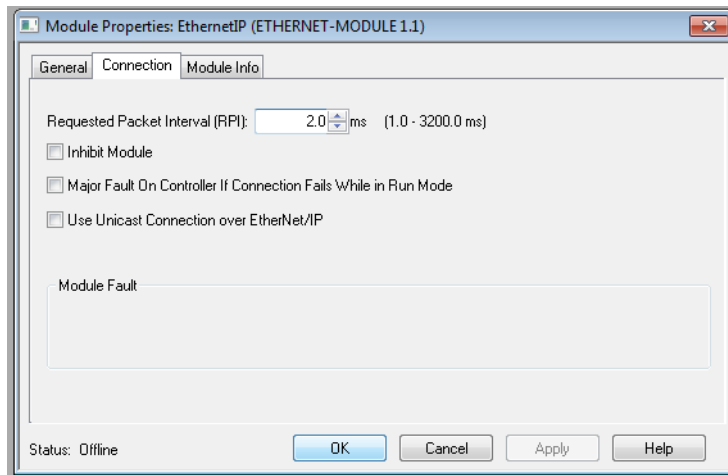 Module Properties: EthernetIP (ETHERNET-MODULE 1.1)
General Connection Module Info
Requested Packet Interval (RPI): 2.0 ms (1.0 - 3200.0 ms)
Inhibit Module
Major Fault On Controller If Connection Fails While in Run Mode
Use Unicast Connection over EtherNet/IP
Module Fault
Status: Offline OK Cancel Apply Help